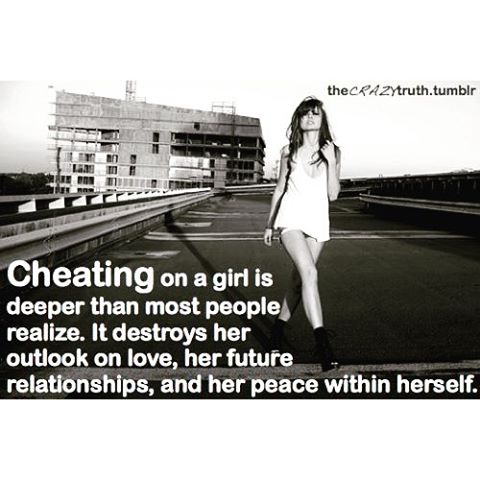 theCRAZYtruth.tumblr
Cheating on a girl is
deeper than most people
realize. It destroys her
outlook on love, her future
relationships, and her peace within herself.